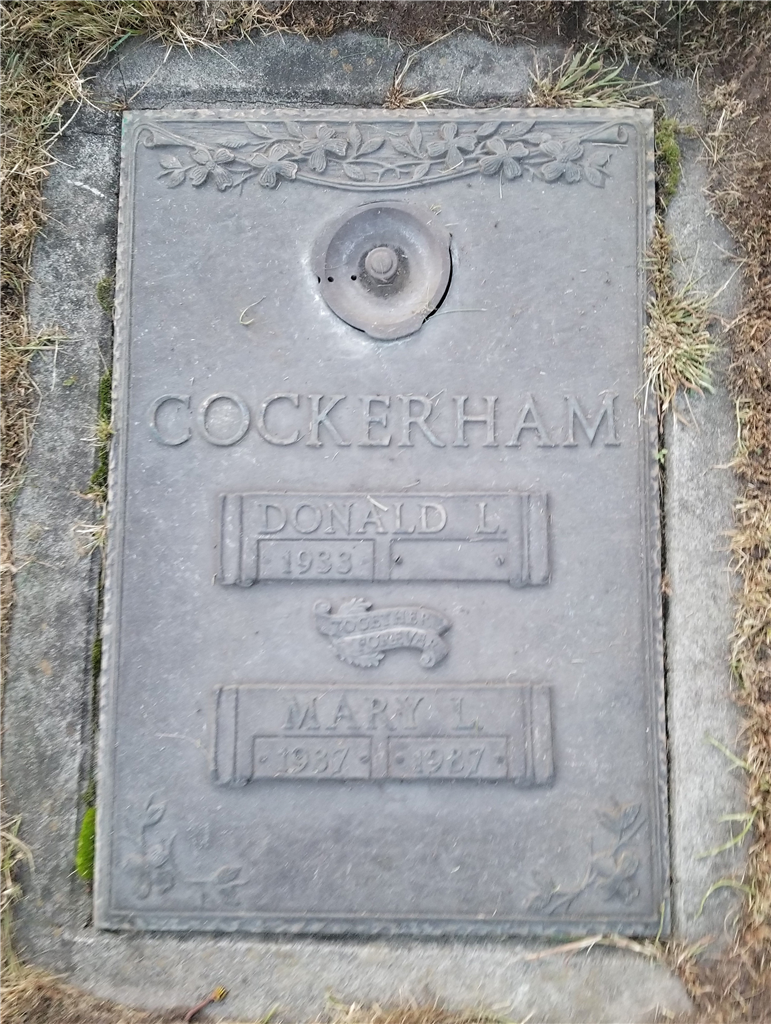 COCKERHAM
DONALD L.
1933
TOGETHER
FOREVER
MARY L.
1937 1987